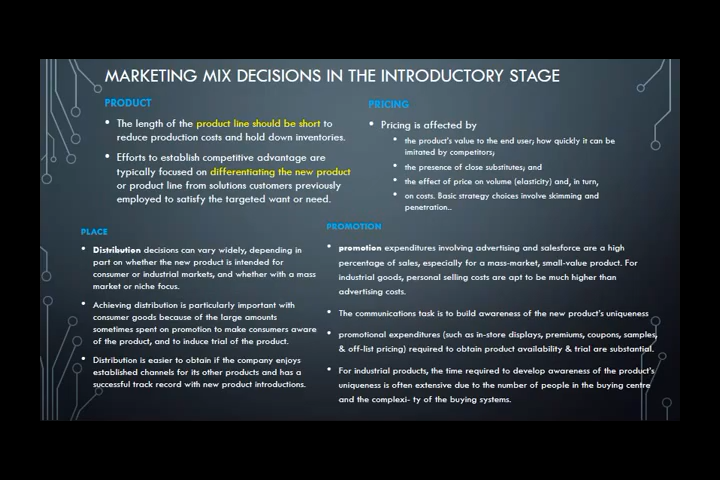 MARKETING MIX DECISIONS IN THE INTRODUCTORY STAGE
PRODUCT
• The length of the product line should be short to
reduce production costs and hold down inventories.
• Efforts to establish competitive advantage are
typically focused on differentiating the new product
or product line from solutions customers previously
employed to satisfy the targeted want or need.
PRICING
• Pricing is affected by
• the product's value to the end user; how quickly it can be
imitated by competitors;
• the presence of close substitutes; and
• the effect of price on volume (elasticity) and, in turn,
• on costs. Basic strategy choices involve skimming and
penetration..
PLACE
• Distribution decisions can vary widely, depending in
part on whether the new product is intended for
consumer or industrial markets, and whether with a mass
market or niche focus.
• Achieving distribution is particularly important with
consumer goods because of the large amounts
sometimes spent on promotion to make consumers aware
of the product, and to induce trial of the product.
• Distribution is easier to obtain if the company enjoys
established channels for its other products and has a
successful track record with new product introductions.
PROMOTION
• promotion expenditures involving advertising and salesforce are a high
percentage of sales, especially for a mass-market, small-value product. For
industrial goods, personal selling costs are apt to be much higher than
advertising costs.
• The communications task is to build awareness of the new product's uniqueness
• promotional expenditures (such as in-store displays, premiums, coupons, samples,
& off-list pricing) required to obtain product availability & trial are substantial.
• For industrial products, the time required to develop awareness of the product's
uniqueness is often extensive due to the number of people in the buying centre
and the complexi- ty of the buying systems.